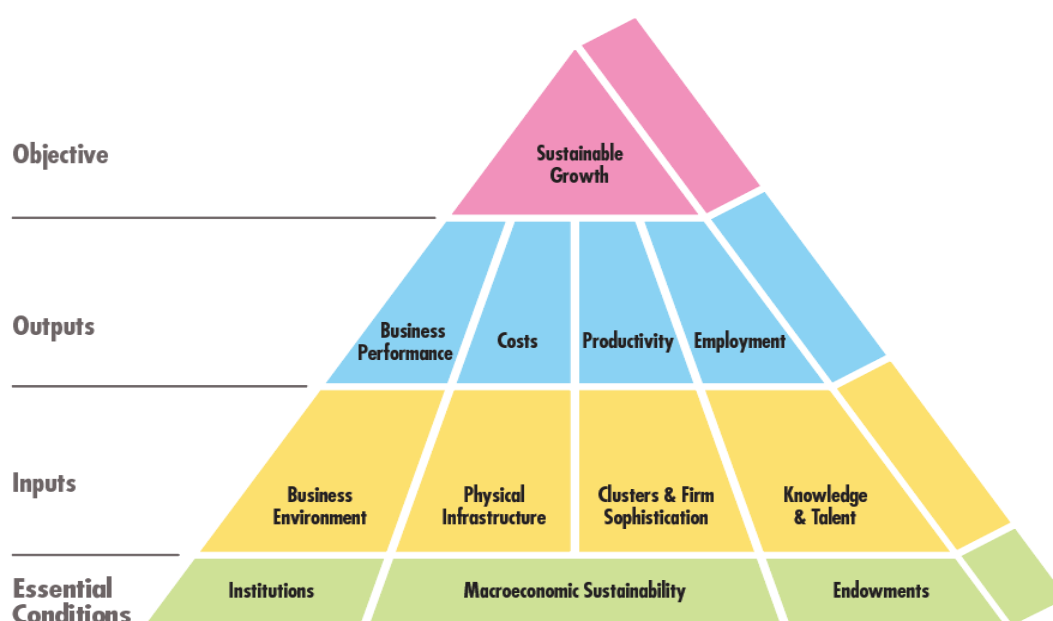 Objective
Sustainable
Growth
Outputs
Business
Performance
Costs
Productivity
Employment
Inputs
Business
Environment
Physical
Infrastructure
Clusters & Firm
Sophistication
Knowledge
& Talent
Essential
Conditions
Institutions
Macroeconomic Sustainability
Endowments